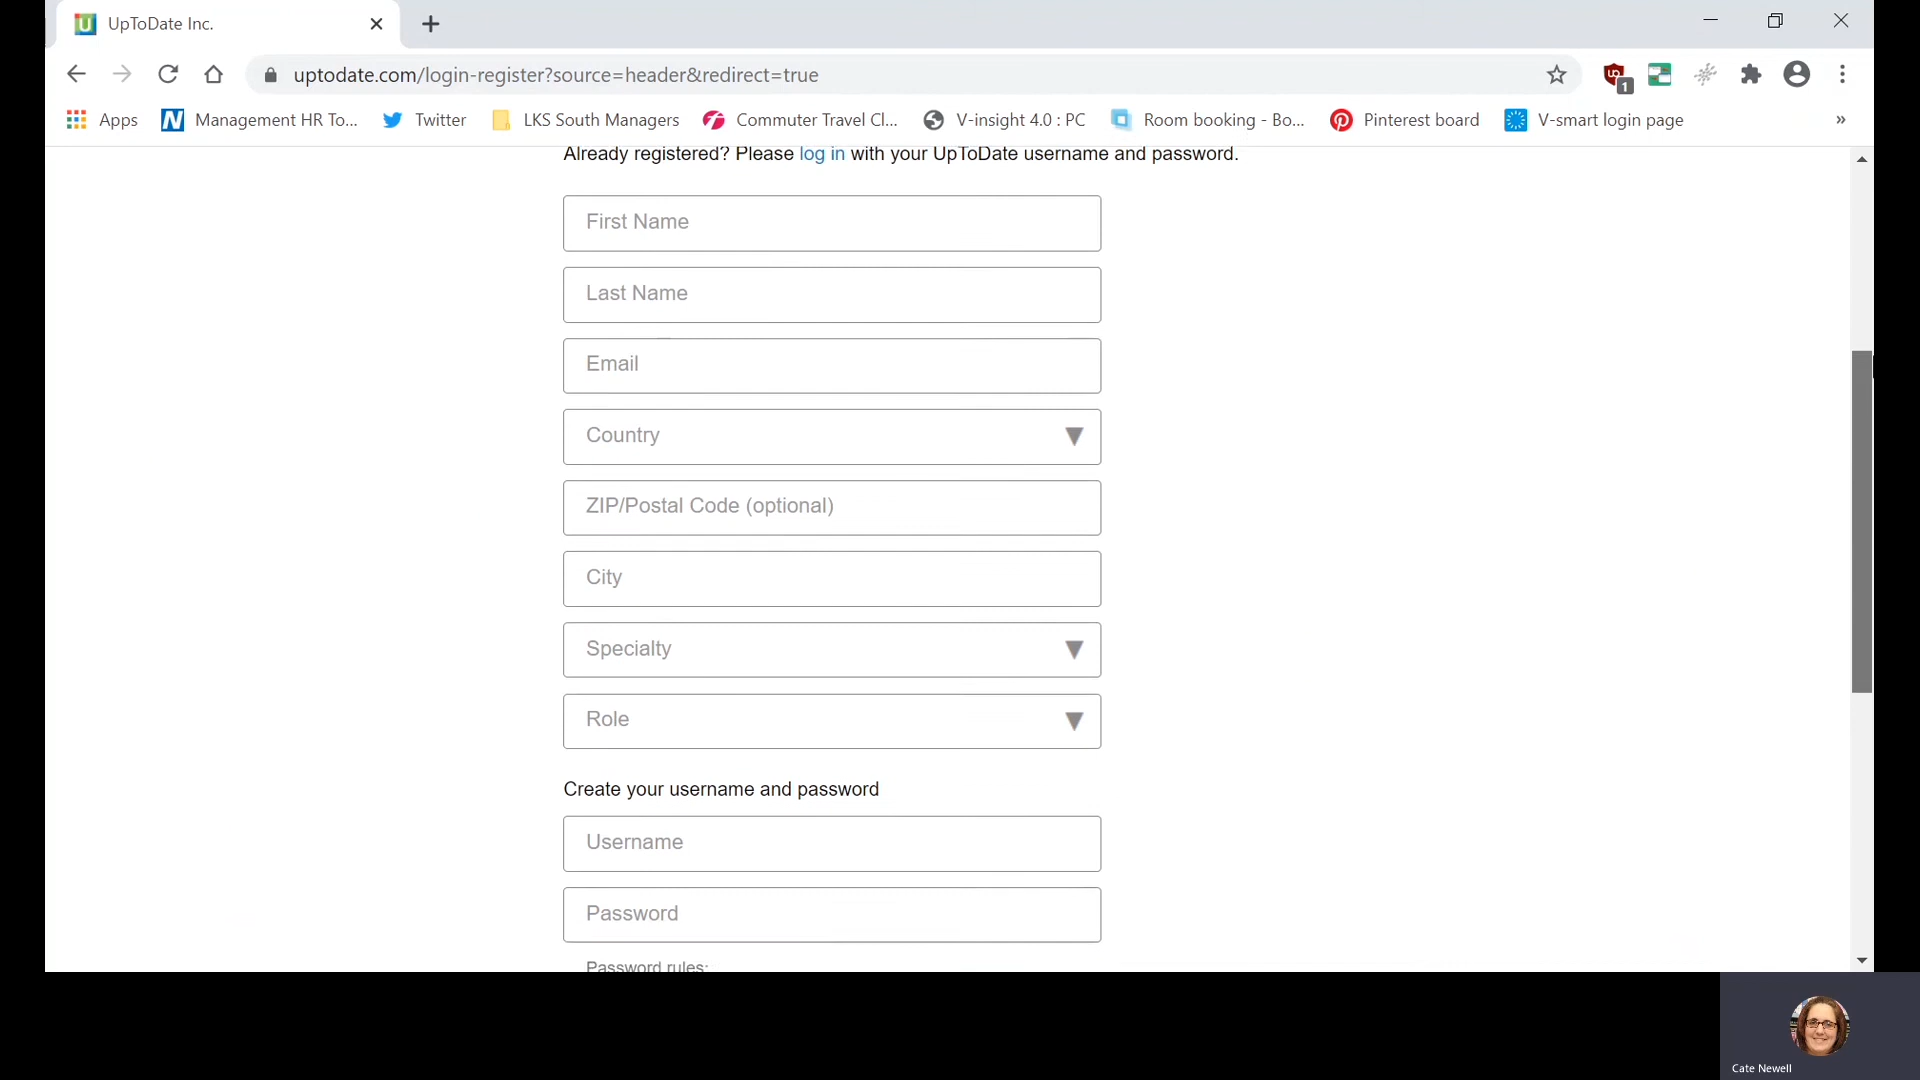 UpToDate Inc.
uptodate.com/login-register?source=header&redirect=true
1
Apps Management HR To... Twitter LKS South Managers Commuter Travel Cl... V-insight 4.0 : PC Room booking - Bo... Pinterest board V-smart login page »
Already registered? Please log in with your UpToDate username and password.
First Name
Last Name
Email
Country
ZIP/Postal Code (optional)
City
Specialty
Role
Create your username and password
Username
Password
Password rules:
Cate Newell